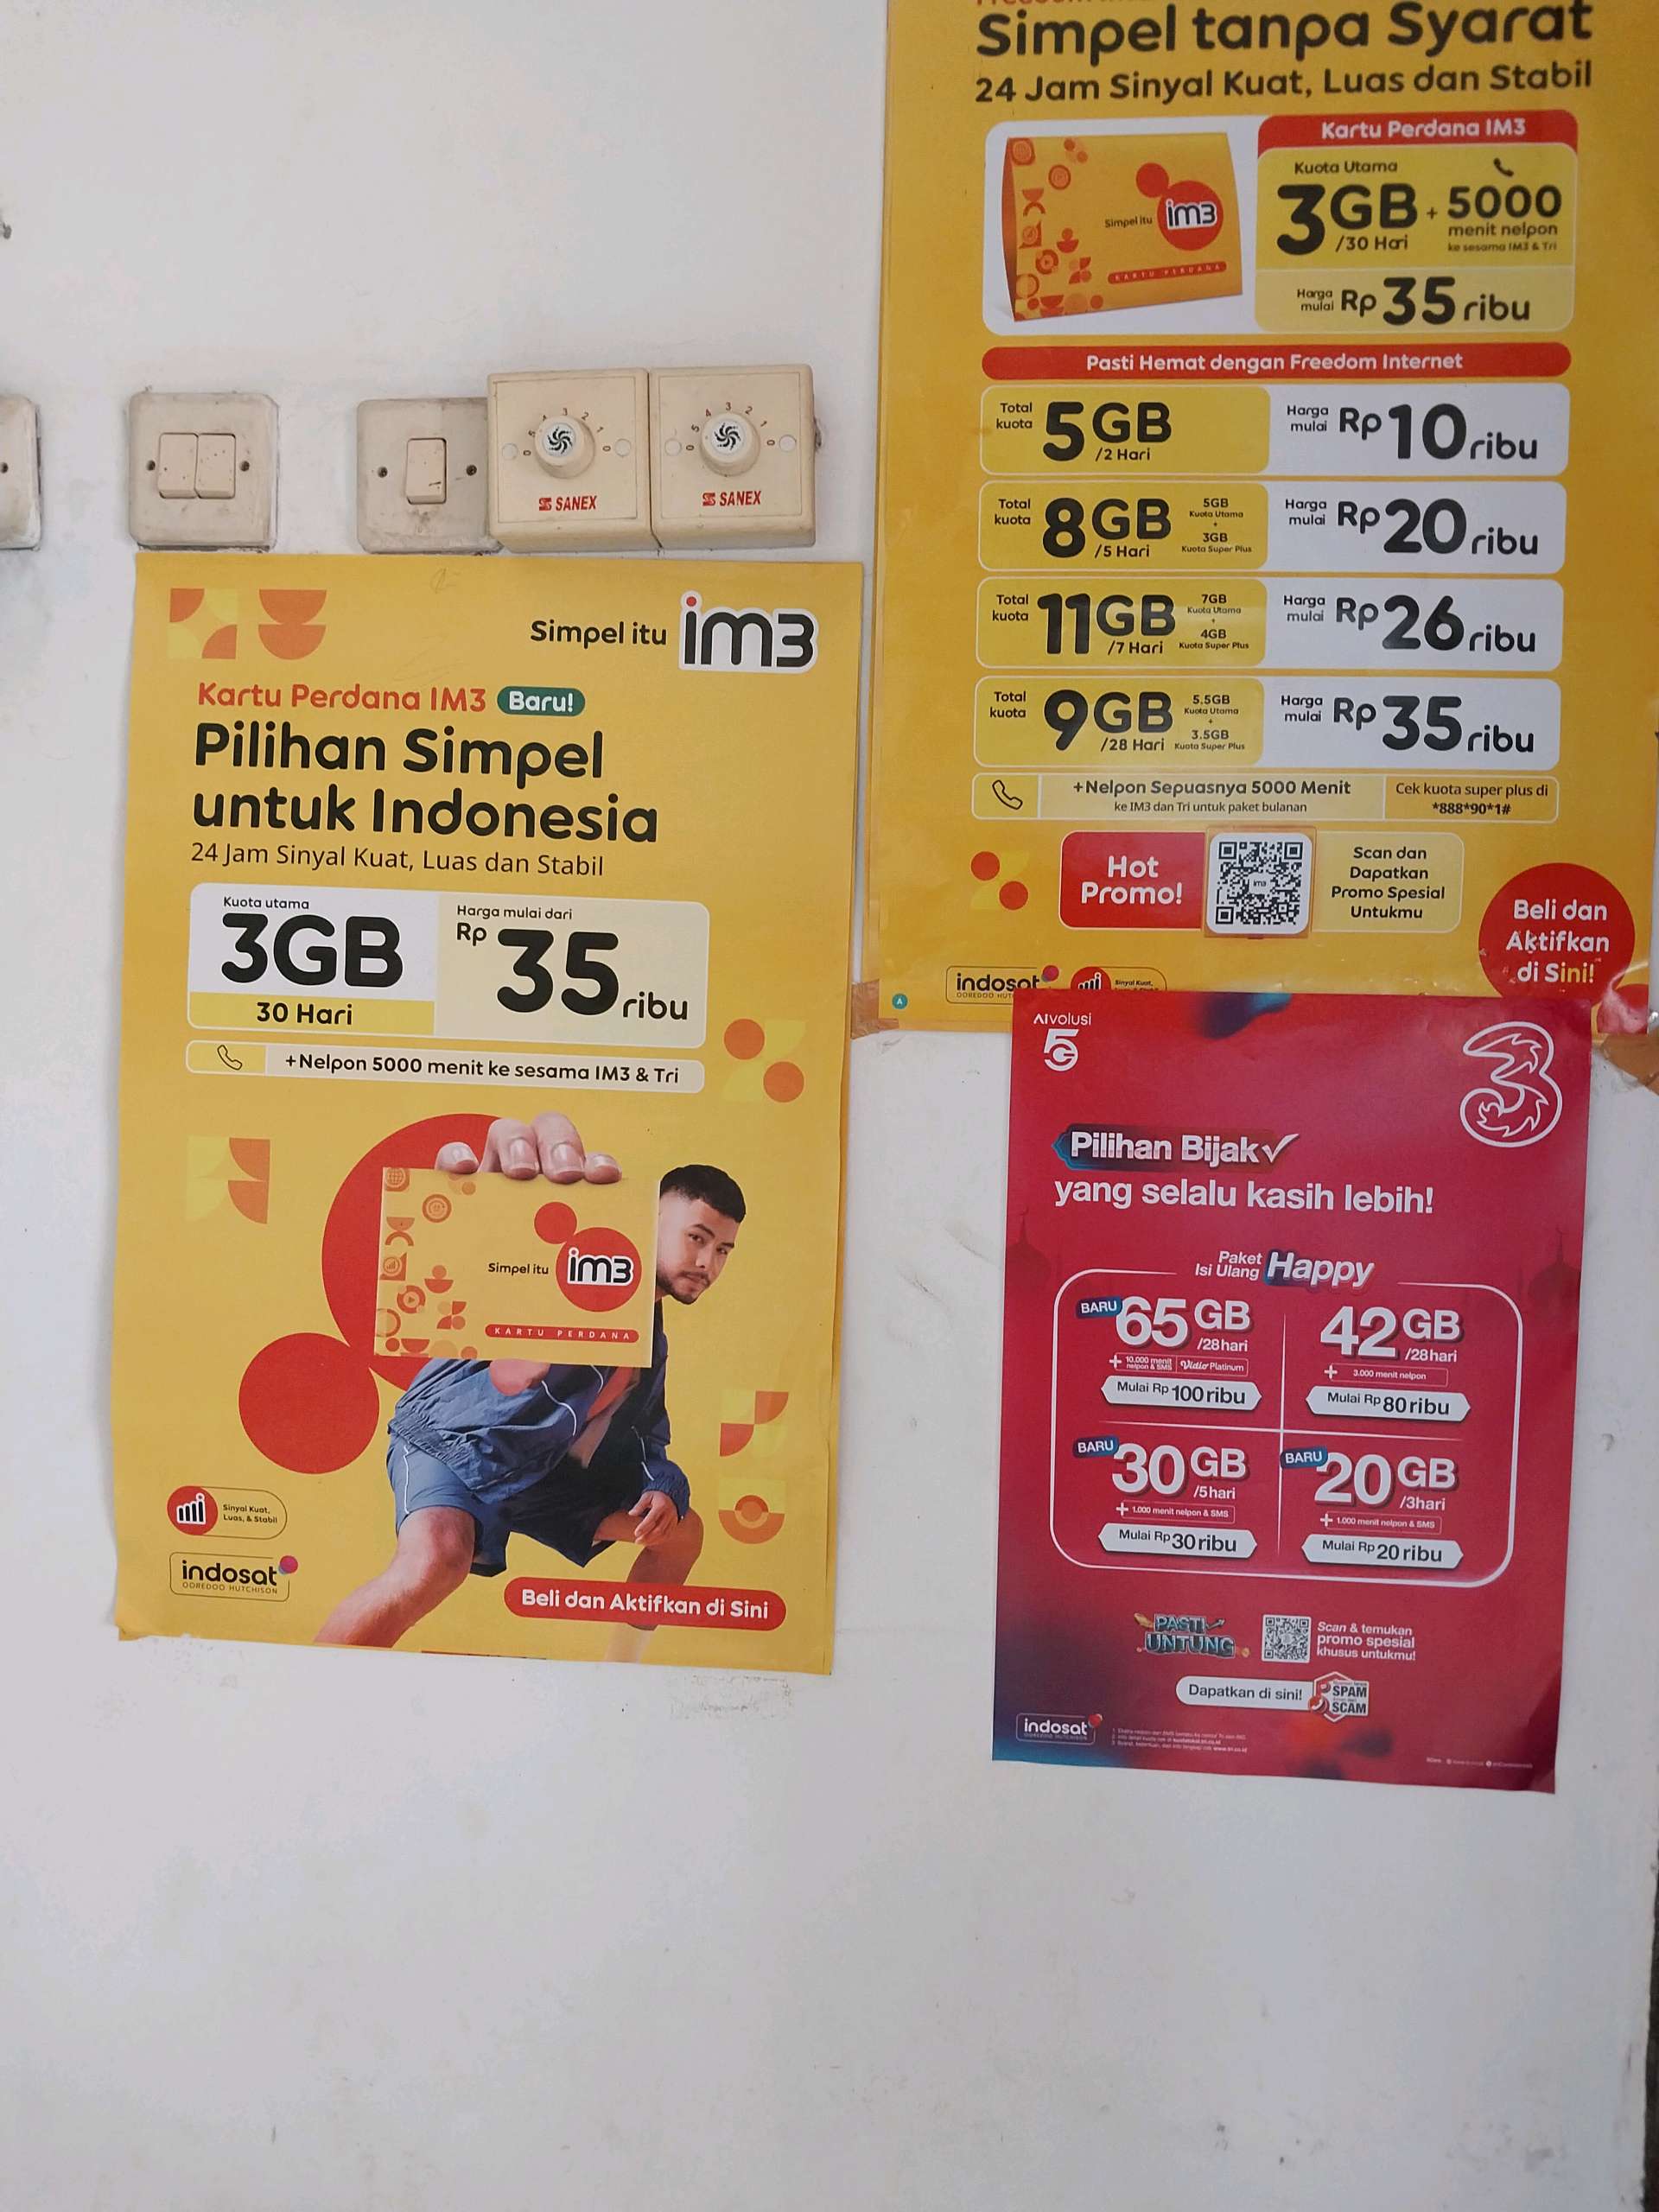 SANEX
SANEX
Simpel itu im3
Kartu Perdana IM3 Baru!
Pilihan Simpel
untuk Indonesia
24 Jam Sinyal Kuat, Luas dan Stabil
Kuota utama
3GB
30 Hari
Harga mulai dari
Rp 35 ribu
+Nelpon 5000 menit ke sesama IM3 & Tri
Simpel itu im3
KARTU PERDANA
Sinyal Kuat,
Luas, & Stabil
indosat
OOREDOO HUTCHISON
Beli dan Aktifkan di Sini
Simpel tanpa Syarat
24 Jam Sinyal Kuat, Luas dan Stabil
Simpel itu im3
KARTU PERDANA
Kartu Perdana IM3
Kuota Utama
3GB + 5000
/30 Hari
menit nelpon
ke sesama IM3 & Tri
Harga mulai Rp 35 ribu
Pasti Hemat dengan Freedom Internet
Total kuota 5GB /2 Hari
Harga mulai Rp 10 ribu
Total kuota 8GB /5 Hari
5GB
Kuota Utama
+
3GB
Kuota Super Plus
Harga mulai Rp 20 ribu
Total kuota 11GB /7 Hari
7GB
Kuota Utama
+
4GB
Kuota Super Plus
Harga mulai Rp 26 ribu
Total kuota 9GB /28 Hari
5.5GB
Kuota Utama
+
3.5GB
Kuota Super Plus
Harga mulai Rp 35 ribu
+Nelpon Sepuasnya 5000 Menit
ke IM3 dan Tri untuk paket bulanan
Cek kuota super plus di
*888*90*1#
Hot
Promo!
im3
Scan dan
Dapatkan
Promo Spesial
Untukmu
Beli dan
Aktifkan
di Sini!
indosat
Sinyal Kuat,
A
AIvolusi
5G
3
Pilihan Bijak
yang selalu kasih lebih!
Paket
Isi Ulang Happy
BARU 65GB
/28hari
+ 10.000 menit
nelpon & SMS
Vidio Platinum
Mulai Rp 100 ribu
42GB
/28hari
+ 3.000 menit nelpon
Mulai Rp 80 ribu
BARU 30GB
/5hari
+ 1.000 menit nelpon & SMS
Mulai Rp 30 ribu
BARU 20GB
/3hari
+ 1.000 menit nelpon & SMS
Mulai Rp 20 ribu
PASTI
UNTUNG
Scan & temukan
promo spesial
khusus untukmu!
Dapatkan di sini!
SPAM
SCAM
indosat
OOREDOO HUTCHISON